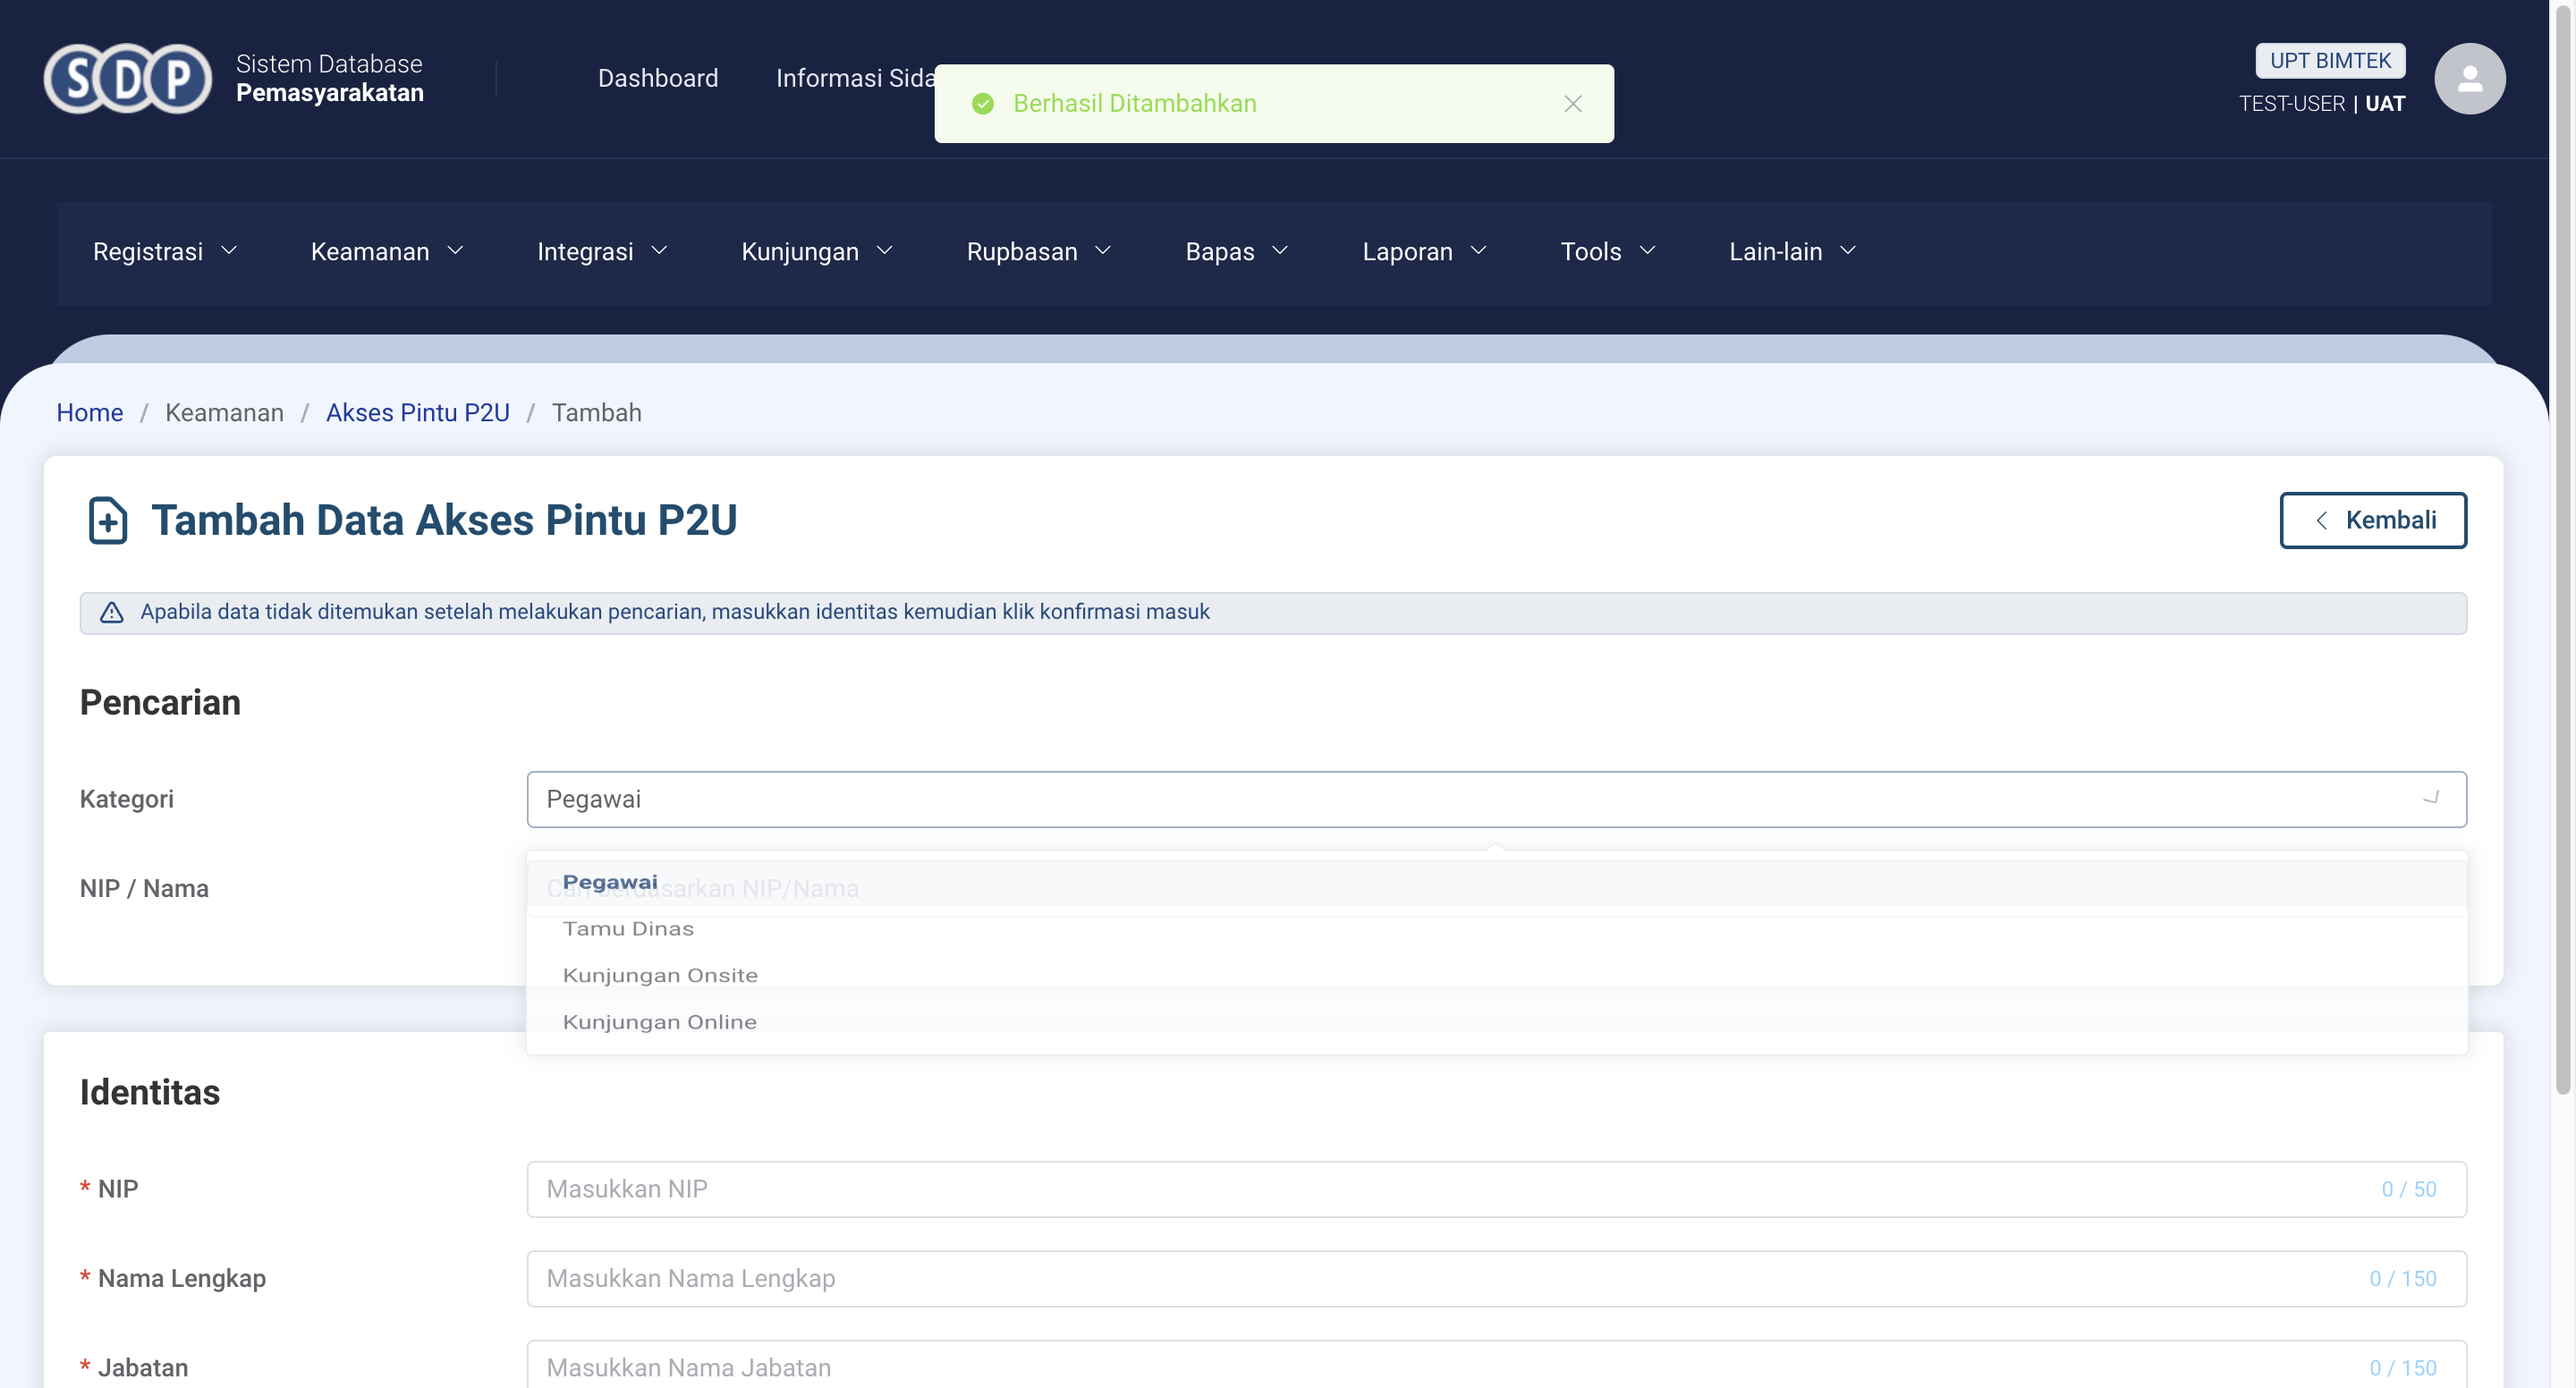 SDP
Sistem Database
Pemasyarakatan
Dashboard
Informasi Sida
Berhasil Ditambahkan
UPT BIMTEK
TEST-USER | UAT
Registrasi
Keamanan
Integrasi
Kunjungan
Rupbasan
Bapas
Laporan
Tools
Lain-lain
Home / Keamanan / Akses Pintu P2U / Tambah
Tambah Data Akses Pintu P2U
Kembali
Apabila data tidak ditemukan setelah melakukan pencarian, masukkan identitas kemudian klik konfirmasi masuk
Pencarian
Kategori
Pegawai
NIP / Nama
Cari berdasarkan NIP/Nama
Pegawai
Tamu Dinas
Kunjungan Onsite
Kunjungan Online
Identitas
* NIP
Masukkan NIP
0 / 50
* Nama Lengkap
Masukkan Nama Lengkap
0 / 150
* Jabatan
Masukkan Nama Jabatan
0 / 150